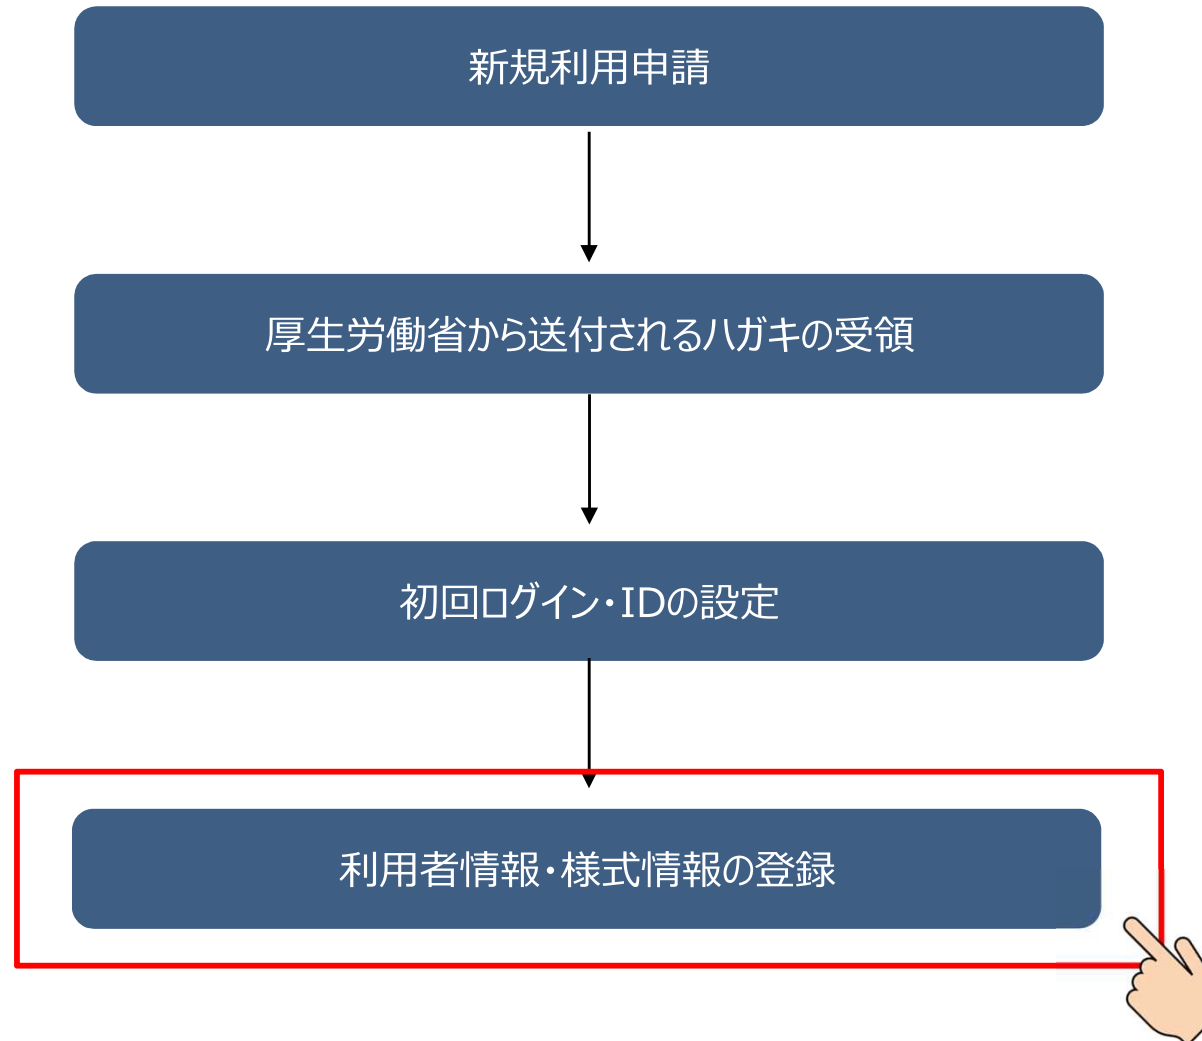 新規利用申請
厚生労働省から送付されるハガキの受領
初回ログイン・IDの設定
利用者情報・様式情報の登録